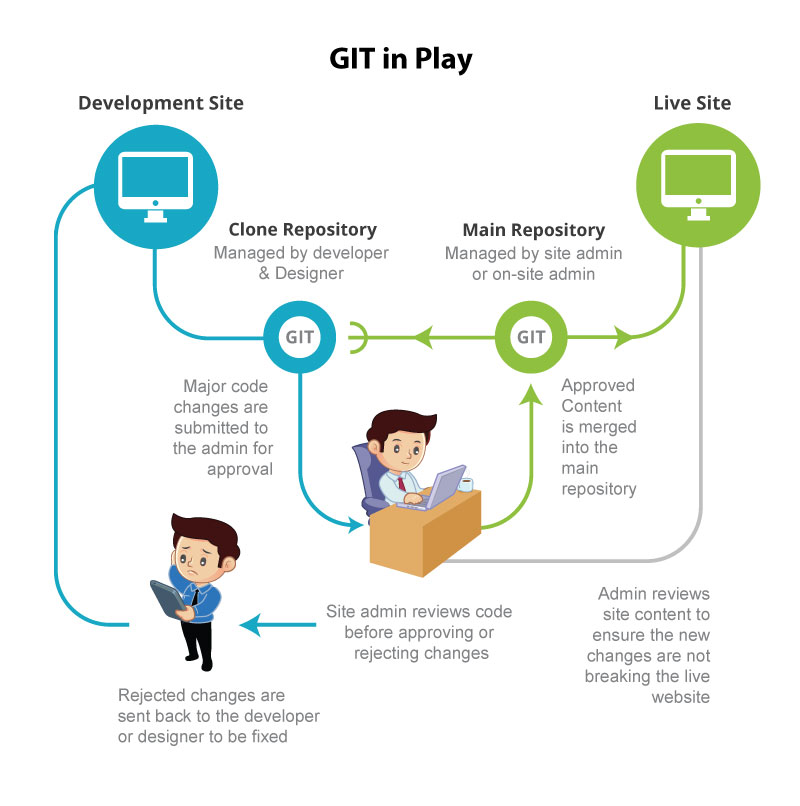 GIT in Play
Development Site
Live Site
Clone Repository
Managed by developer
& Designer
Main Repository
Managed by site admin
or on-site admin
GIT
GIT
Major code
changes are
submitted to
the admin for
approval
Approved
Content
is merged
into the
main
repository
Site admin reviews code
before approving or
rejecting changes
Admin reviews
site content to
ensure the new
changes are not
breaking the live
website
Rejected changes are
sent back to the developer
or designer to be fixed